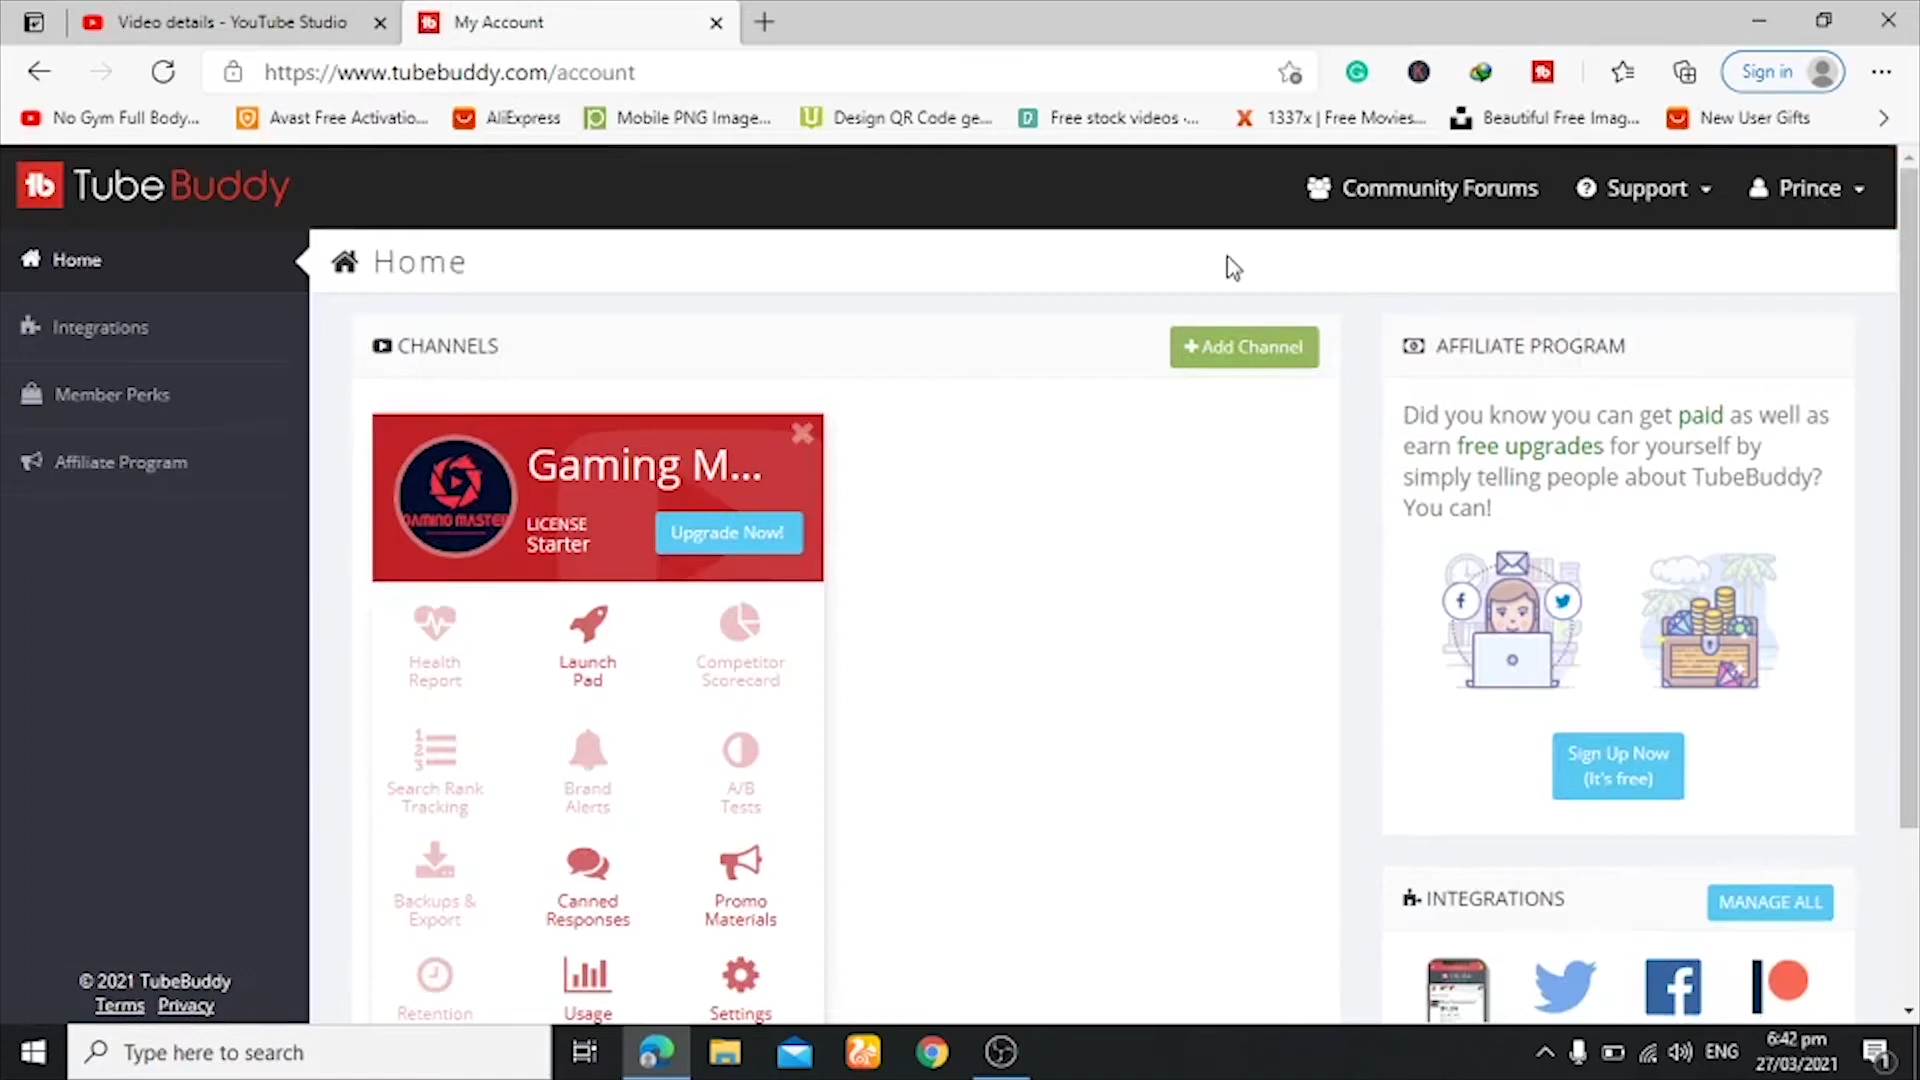 Video details - YouTube Studio
My Account
https://www.tubebuddy.com/account
Sign in
No Gym Full Body...
Avast Free Activatio...
AliExpress
Mobile PNG Image...
Design QR Code ge...
Free stock videos -...
1337x | Free Movies...
Beautiful Free Imag...
New User Gifts
TubeBuddy
Community Forums
Support
Prince
Home
Integrations
Member Perks
Affiliate Program
© 2021 TubeBuddy
Terms Privacy
Home
CHANNELS
+ Add Channel
Gaming M...
GAMING MASTER
LICENSE
Starter
Upgrade Now!
Health
Report
Launch
Pad
Competitor
Scorecard
Search Rank
Tracking
Brand
Alerts
A/B
Tests
Backups &
Export
Canned
Responses
Promo
Materials
Retention
Usage
Settings
AFFILIATE PROGRAM
Did you know you can get paid as well as
earn free upgrades for yourself by
simply telling people about TubeBuddy?
You can!
Sign Up Now
(It's free)
INTEGRATIONS
MANAGE ALL
Type here to search
ENG
6:42 pm
27/03/2021
1